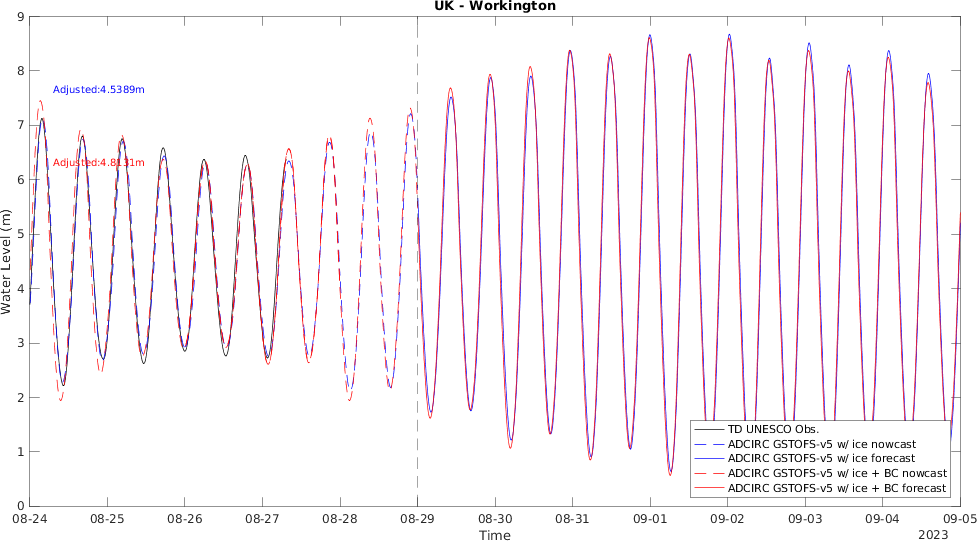 UK - Workington
9
8
7
6
5
4
3
2
1
0
Water Level (m)
Adjusted:4.5389m
Adjusted:4.8131m
TD UNESCO Obs.
ADCIRC GSTOFS-v5 w/ ice nowcast
ADCIRC GSTOFS-v5 w/ ice forecast
ADCIRC GSTOFS-v5 w/ ice + BC nowcast
ADCIRC GSTOFS-v5 w/ ice + BC forecast
08-24 08-25 08-26 08-27 08-28 08-29 08-30 08-31 09-01 09-02 09-03 09-04 09-05
Time
2023